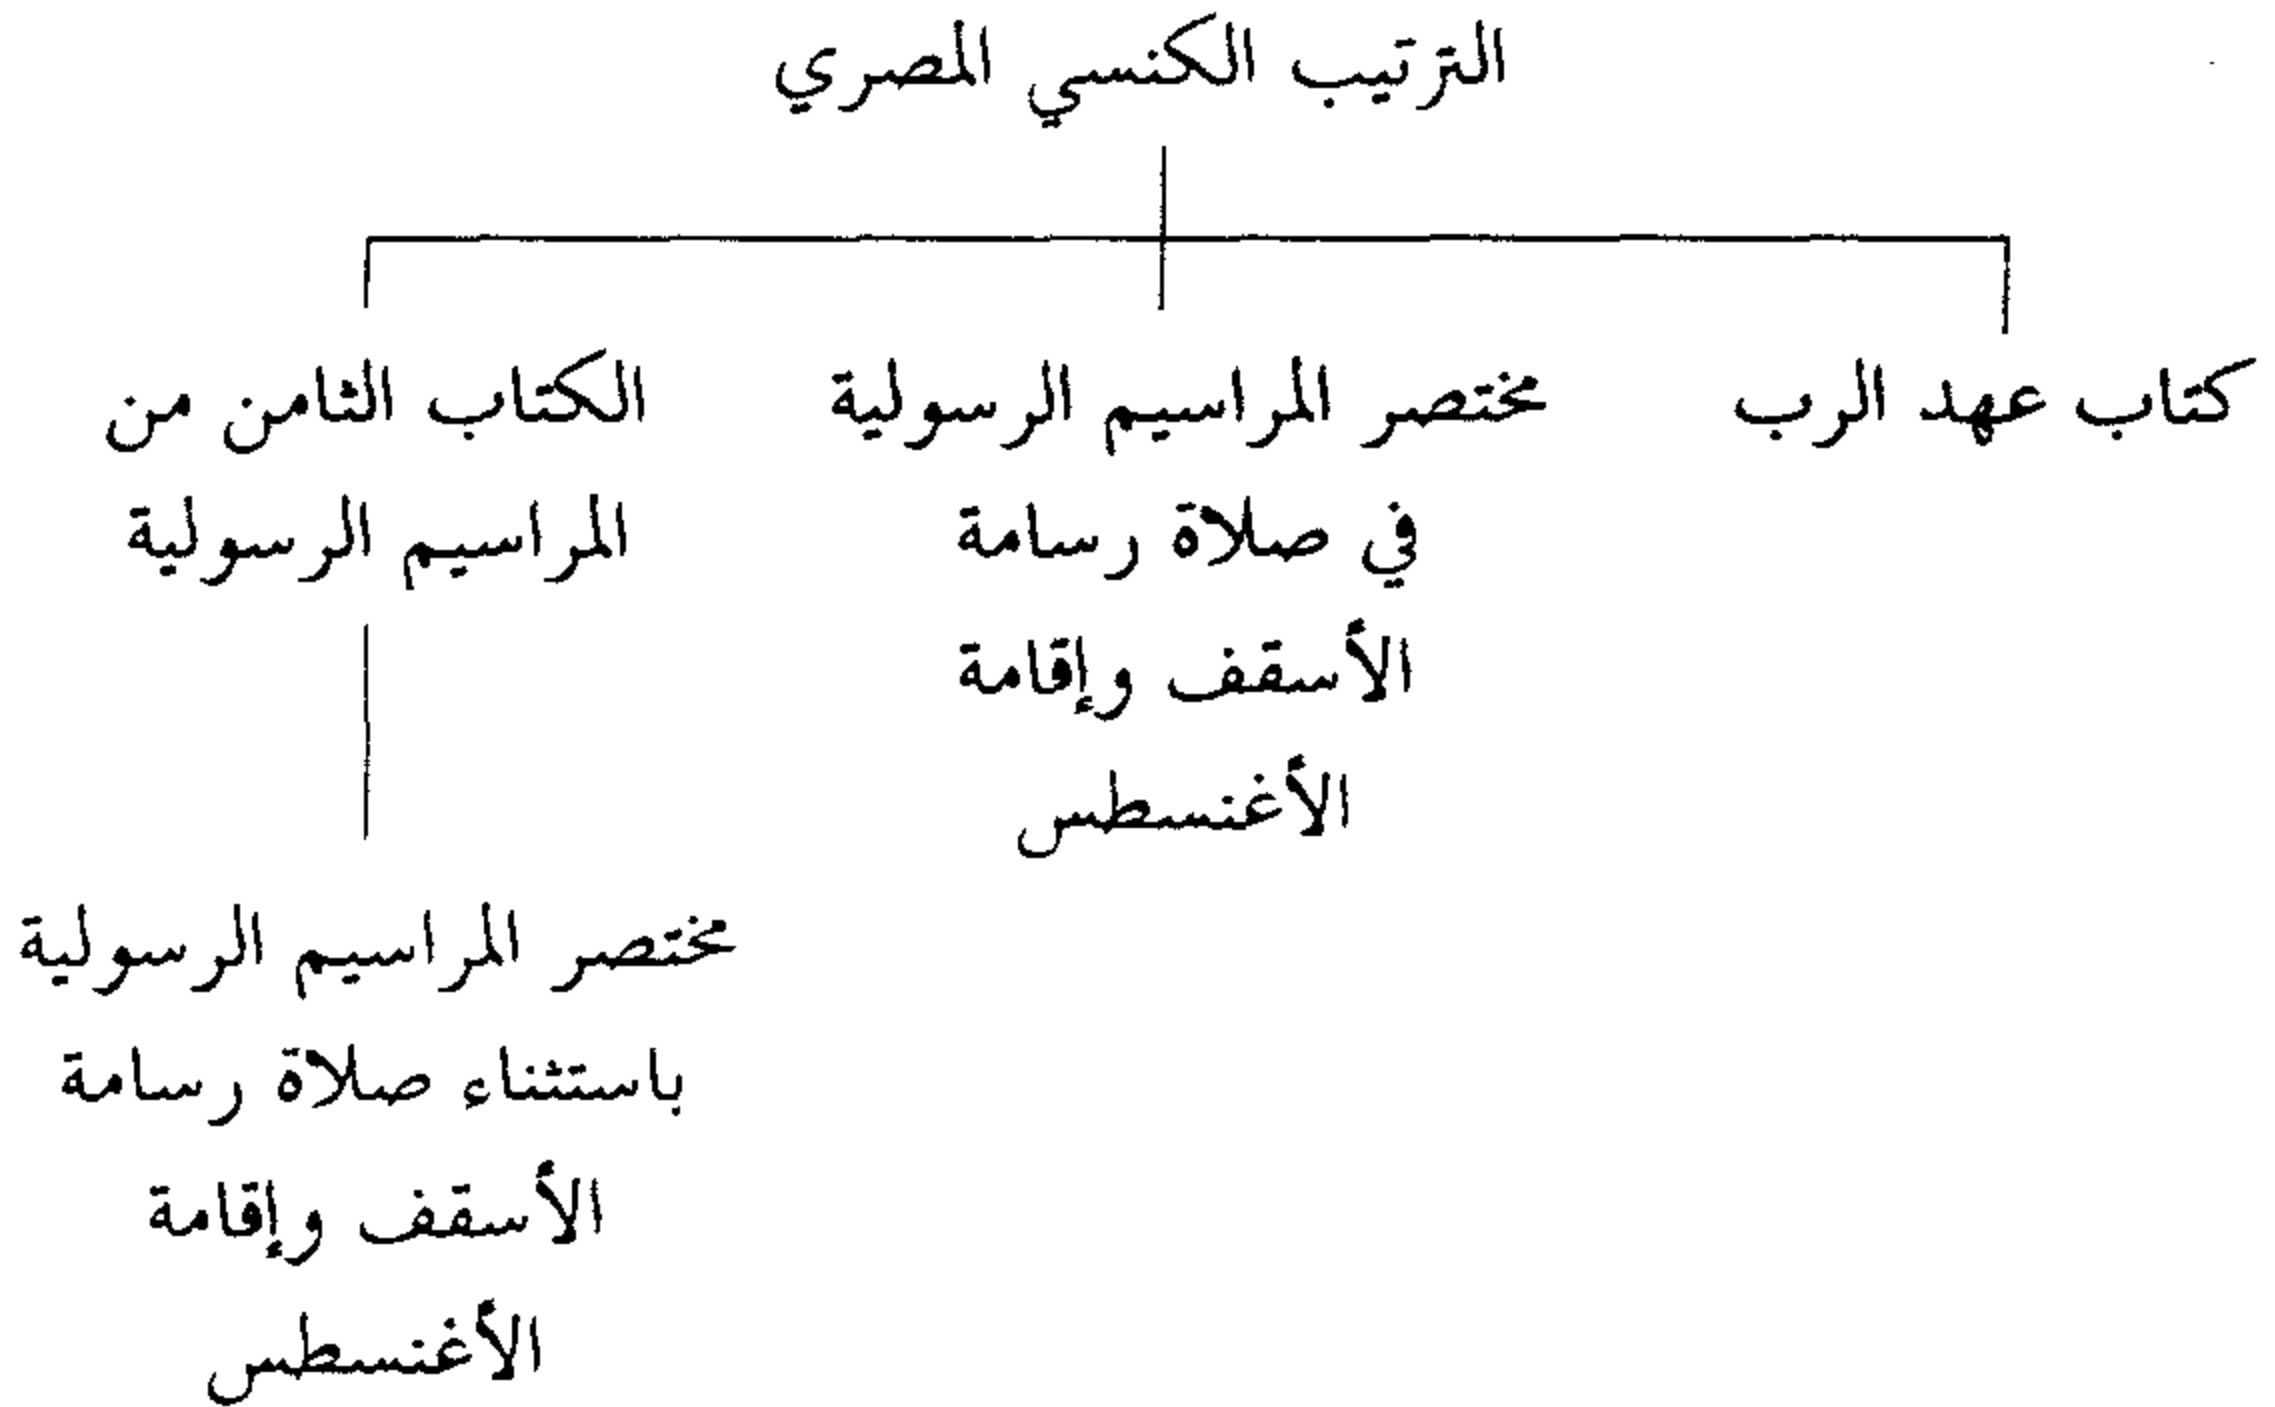 الترتيب الكنسي المصري
كتاب عهد الرب
مختصر المراسيم الرسولية
في صلاة رسامة
الأسقف وإقامة
الأغنسطس
الكتاب الثامن من
المراسيم الرسولية
مختصر المراسيم الرسولية
باستثناء صلاة رسامة
الأسقف وإقامة
الأغنسطس